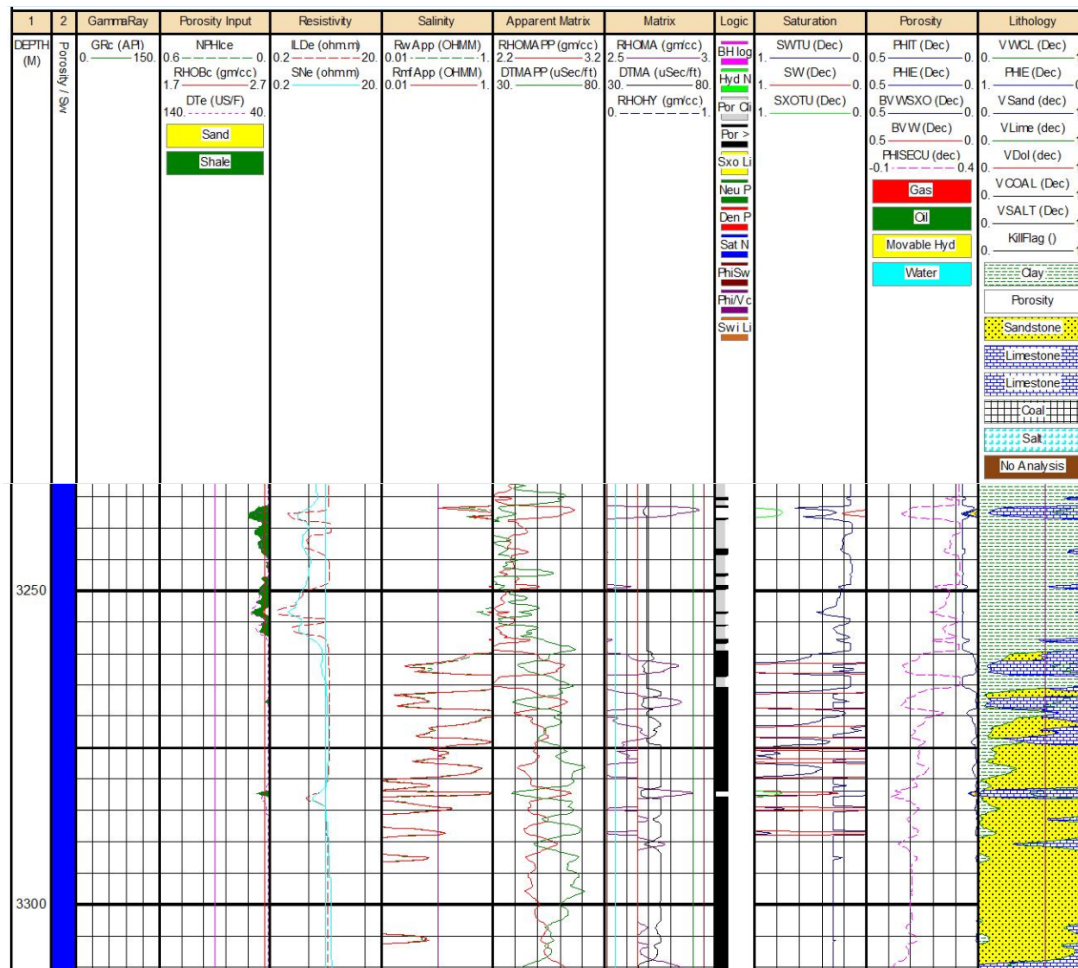 1 2 GammaRay Porosity Input Resistivity Salinity Apparent Matrix Matrix Logic Saturation Porosity Lithology
DEPTH
(M)
Porosity / Sw
GRc (API)
0. 150.
NPHIce
0.6 0.
RHOBc (gm/cc)
1.7 2.7
DTe (US/F)
140. 40.
Sand
Shale
ILDe (ohm.m)
0.2 20.
SNe (ohmm)
0.2 20.
RwApp (OHMM)
0.01 1.
RmfApp (OHMM)
0.01 1.
RHOMAPP (gm/cc)
2.2 3.2
DTMAPP (uSec/ft)
30. 80.
RHOMA (gm/cc)
2.5 3.
DTMA (uSec/ft)
30. 80.
RHOHY (gm/cc)
0. 1.
BH log
Hyd N
Por Cli
Por >
Sxo Li
Neu P
Den P
Sat N
PhiSw
Phi/Vc
Swi Li
SWTU (Dec)
1. 0.
SW (Dec)
1. 0.
SXOTU (Dec)
1. 0.
PHIT (Dec)
0.5 0.
PHIE (Dec)
0.5 0.
BVWSXO (Dec)
0.5 0.
BVW (Dec)
0.5 0.
PHISECU (dec)
-0.1 0.4
Gas
Oil
Movable Hyd
Water
VWCL (Dec)
0.
PHIE (Dec)
1.
VSand (dec)
0.
VLime (dec)
0.
VDol (dec)
0.
VCOAL (Dec)
0.
VSALT (Dec)
0.
KillFlag ()
0.
Clay
Porosity
Sandstone
Limestone
Limestone
Coal
Salt
No Analysis
3250
3300